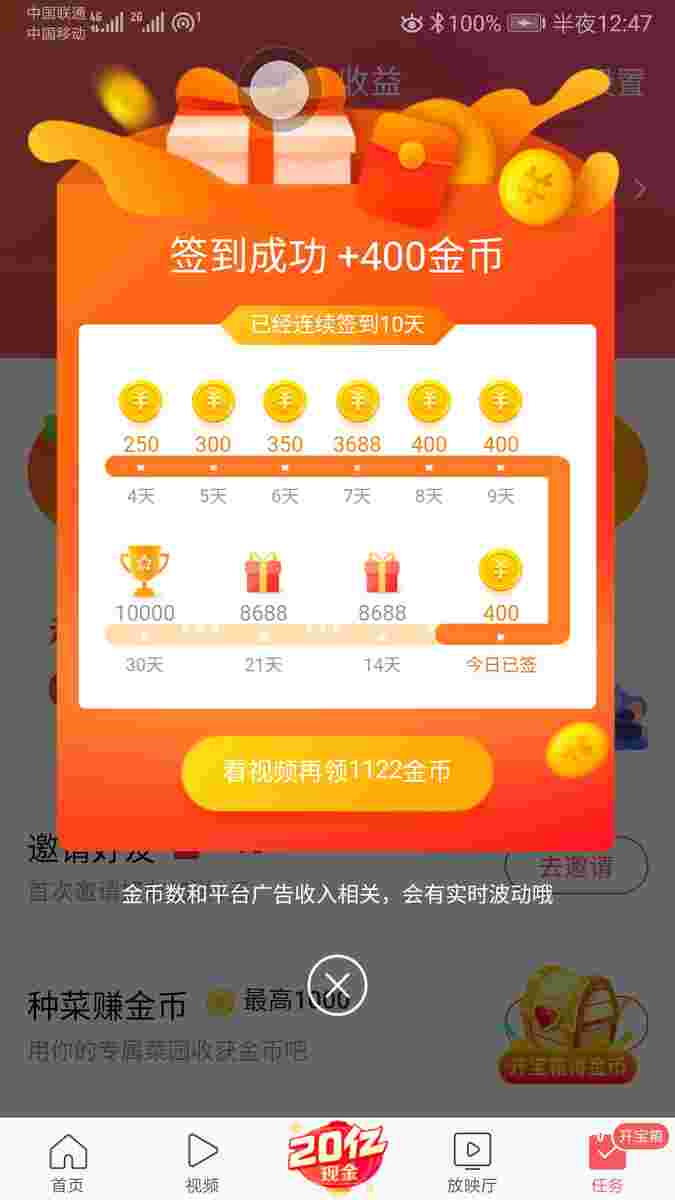 中国联通 4G 2G 1 100% 半夜12:47
中国移动
收益
签到成功 +400金币
已经连续签到10天
250 300 350 3688 400 400
4天 5天 6天 7天 8天 9天
10000 8688 8688 400
30天 21天 14天 今日已签
看视频再领1122金币
邀请好友
去邀请
首次邀请
金币数和平台广告收入相关，会有实时波动哦
种菜赚金币 最高1000
用你的专属菜园收获金币吧
开宝箱得金币
20亿
现金
开宝箱
首页 视频 放映厅 任务